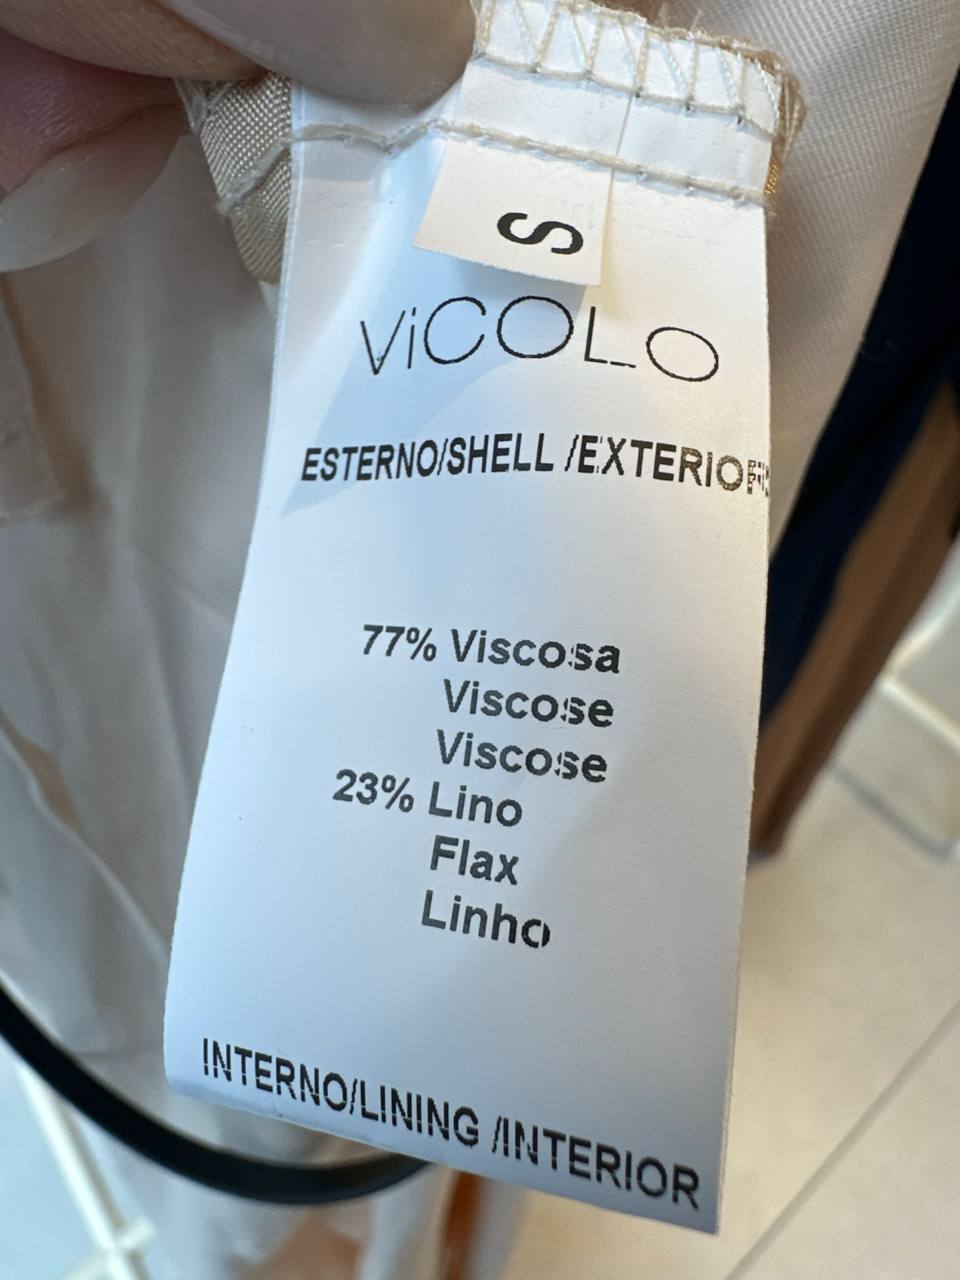 S
ViCOLO
ESTERNO/SHELL /EXTERIOR
77% Viscosa
Viscose
Viscose
23% Lino
Flax
Linho
INTERNO/LINING /INTERIOR